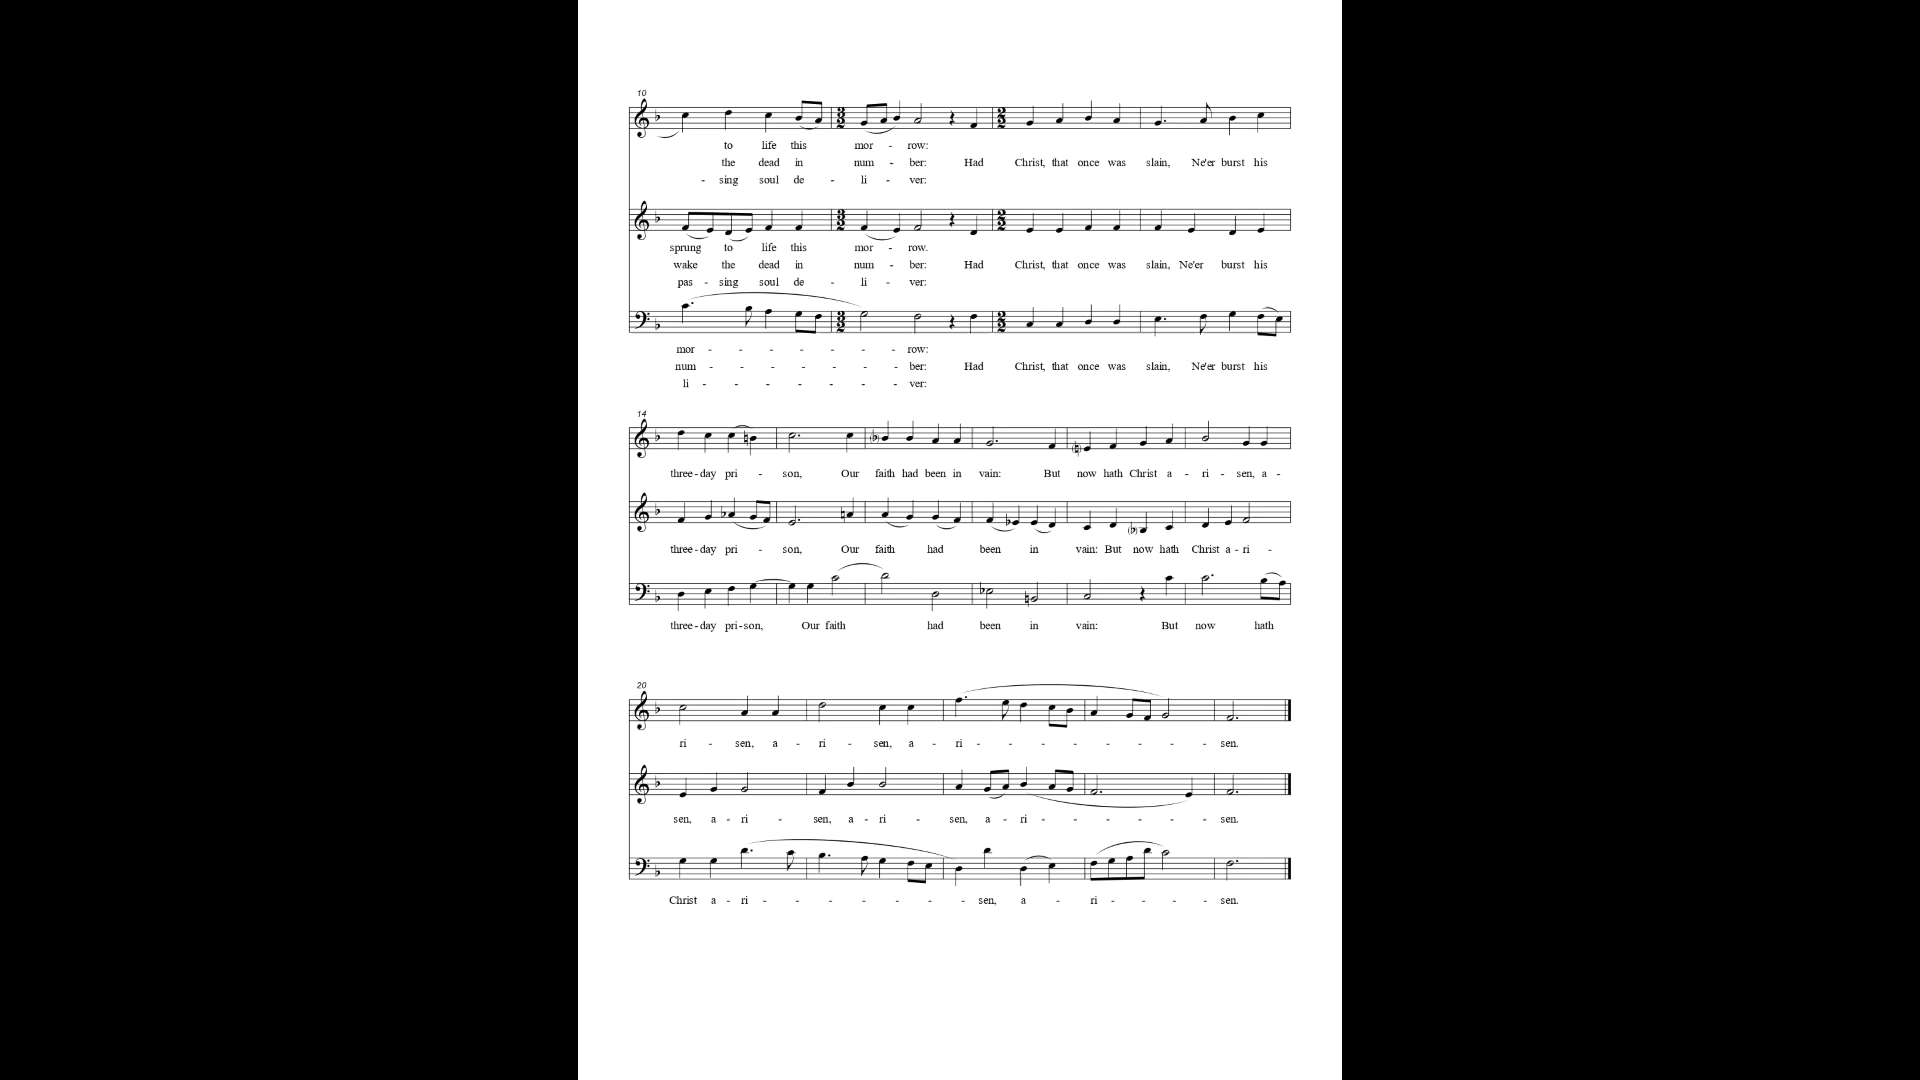 10
to life this mor - row:
the dead in num - ber: Had Christ, that once was slain, Ne'er burst his
- sing soul de - li - ver:
sprung to life this mor - row.
wake the dead in num - ber: Had Christ, that once was slain, Ne'er burst his
pas - sing soul de - li - ver:
mor - - - - - - - row:
num - - - - - - - ber: Had Christ, that once was slain, Ne'er burst his
li - - - - - - - ver:
14
three - day pri - son, Our faith had been in vain: But now hath Christ a - ri - sen, a -
three - day pri - son, Our faith had been in vain: But now hath Christ a - ri -
three - day pri - son, Our faith had been in vain: But now hath
20
ri - sen, a - ri - sen, a - ri - - - - - - - - sen.
sen, a - ri - sen, a - ri - sen, a - ri - - - - - - sen.
Christ a - ri - - - - - - - sen, a - ri - - - - sen.